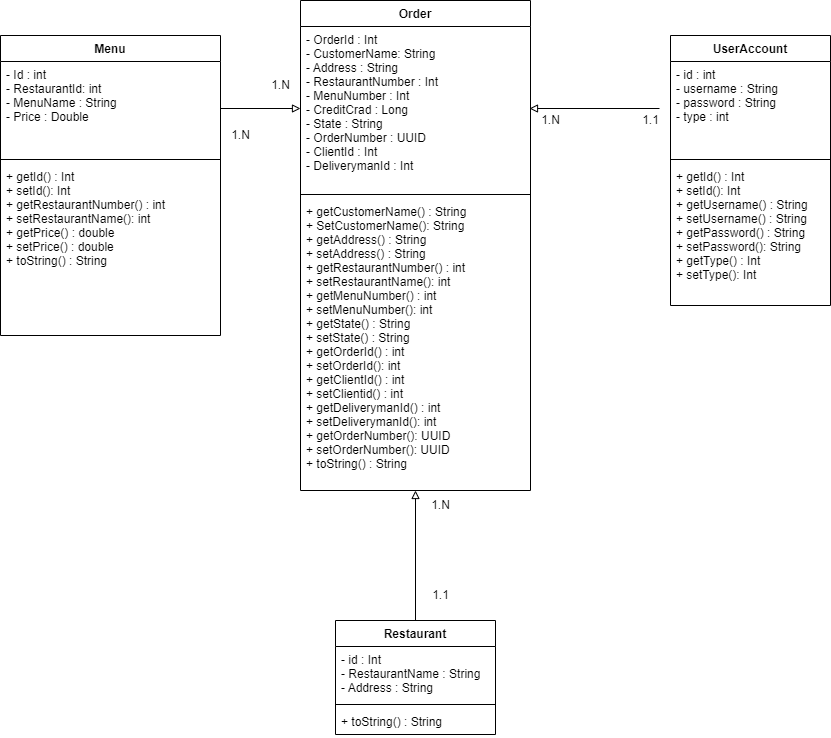 Menu
- Id : int
- RestaurantId: int
- MenuName : String
- Price : Double
+ getId() : Int
+ setId(): Int
+ getRestaurantNumber() : int
+ setRestaurantName(): int
+ getPrice() : double
+ setPrice() : double
+ toString() : String
1.N
1.N
Order
- OrderId : Int
- CustomerName: String
- Address : String
- RestaurantNumber : Int
- MenuNumber : Int
- CreditCrad : Long
- State : String
- OrderNumber : UUID
- ClientId : Int
- DeliverymanId : Int
+ getCustomerName() : String
+ SetCustomerName(): String
+ getAddress() : String
+ setAddress() : String
+ getRestaurantNumber() : int
+ setRestaurantName(): int
+ getMenuNumber() : int
+ setMenuNumber(): int
+ getState() : String
+ setState() : String
+ getOrderId() : int
+ setOrderId(): int
+ getClientId() : int
+ setClientid() : int
+ getDeliverymanId() : int
+ setDeliverymanId(): int
+ getOrderNumber(): UUID
+ setOrderNumber(): UUID
+ toString() : String
1.N
1.1
UserAccount
- id : int
- username : String
- password : String
- type : int
+ getId() : Int
+ setId(): Int
+ getUsername() : String
+ setUsername() : String
+ getPassword() : String
+ setPassword(): String
+ getType() : Int
+ setType(): Int
1.N
1.1
Restaurant
- id : Int
- RestaurantName : String
- Address : String
+ toString() : String